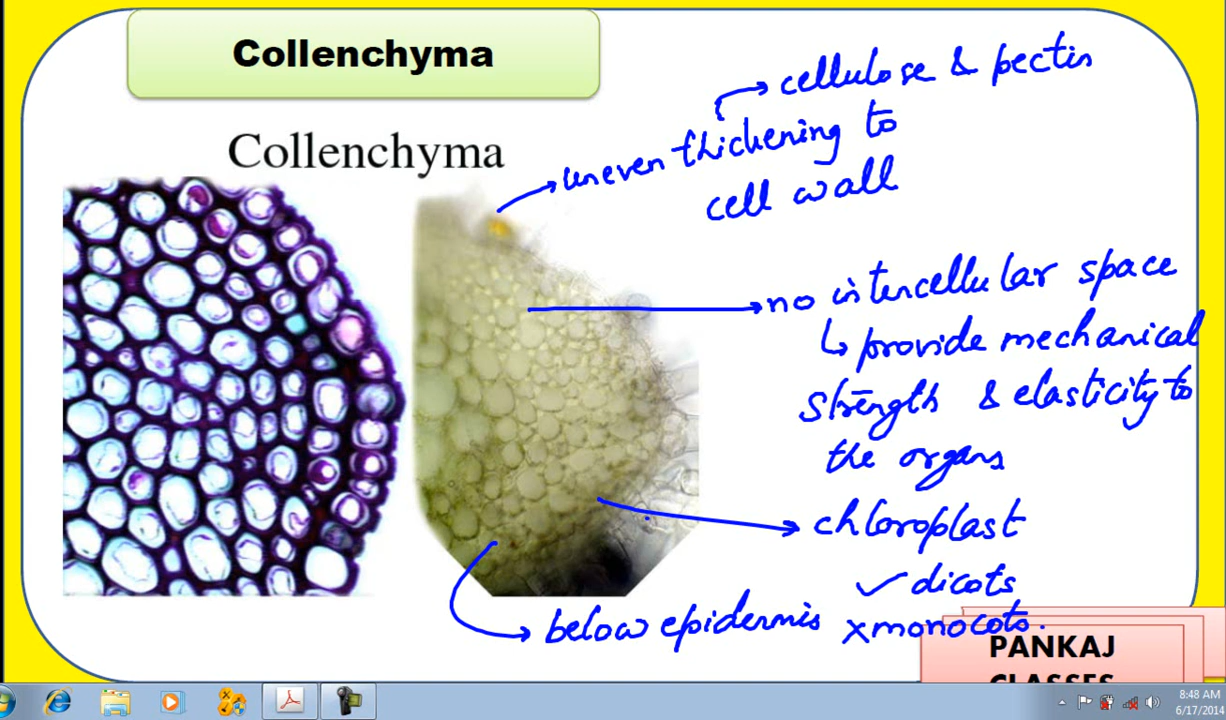 Collenchyma
Collenchyma
cellulose & pectin
uneven thickening to
cell wall
no intercellular space
↳ provide mechanical
strength & elasticity to
the organs
chloroplast
✓ dicots
below epidermis x monocots.
PANKAJ
CLASSES
8:48 AM
6/17/2014